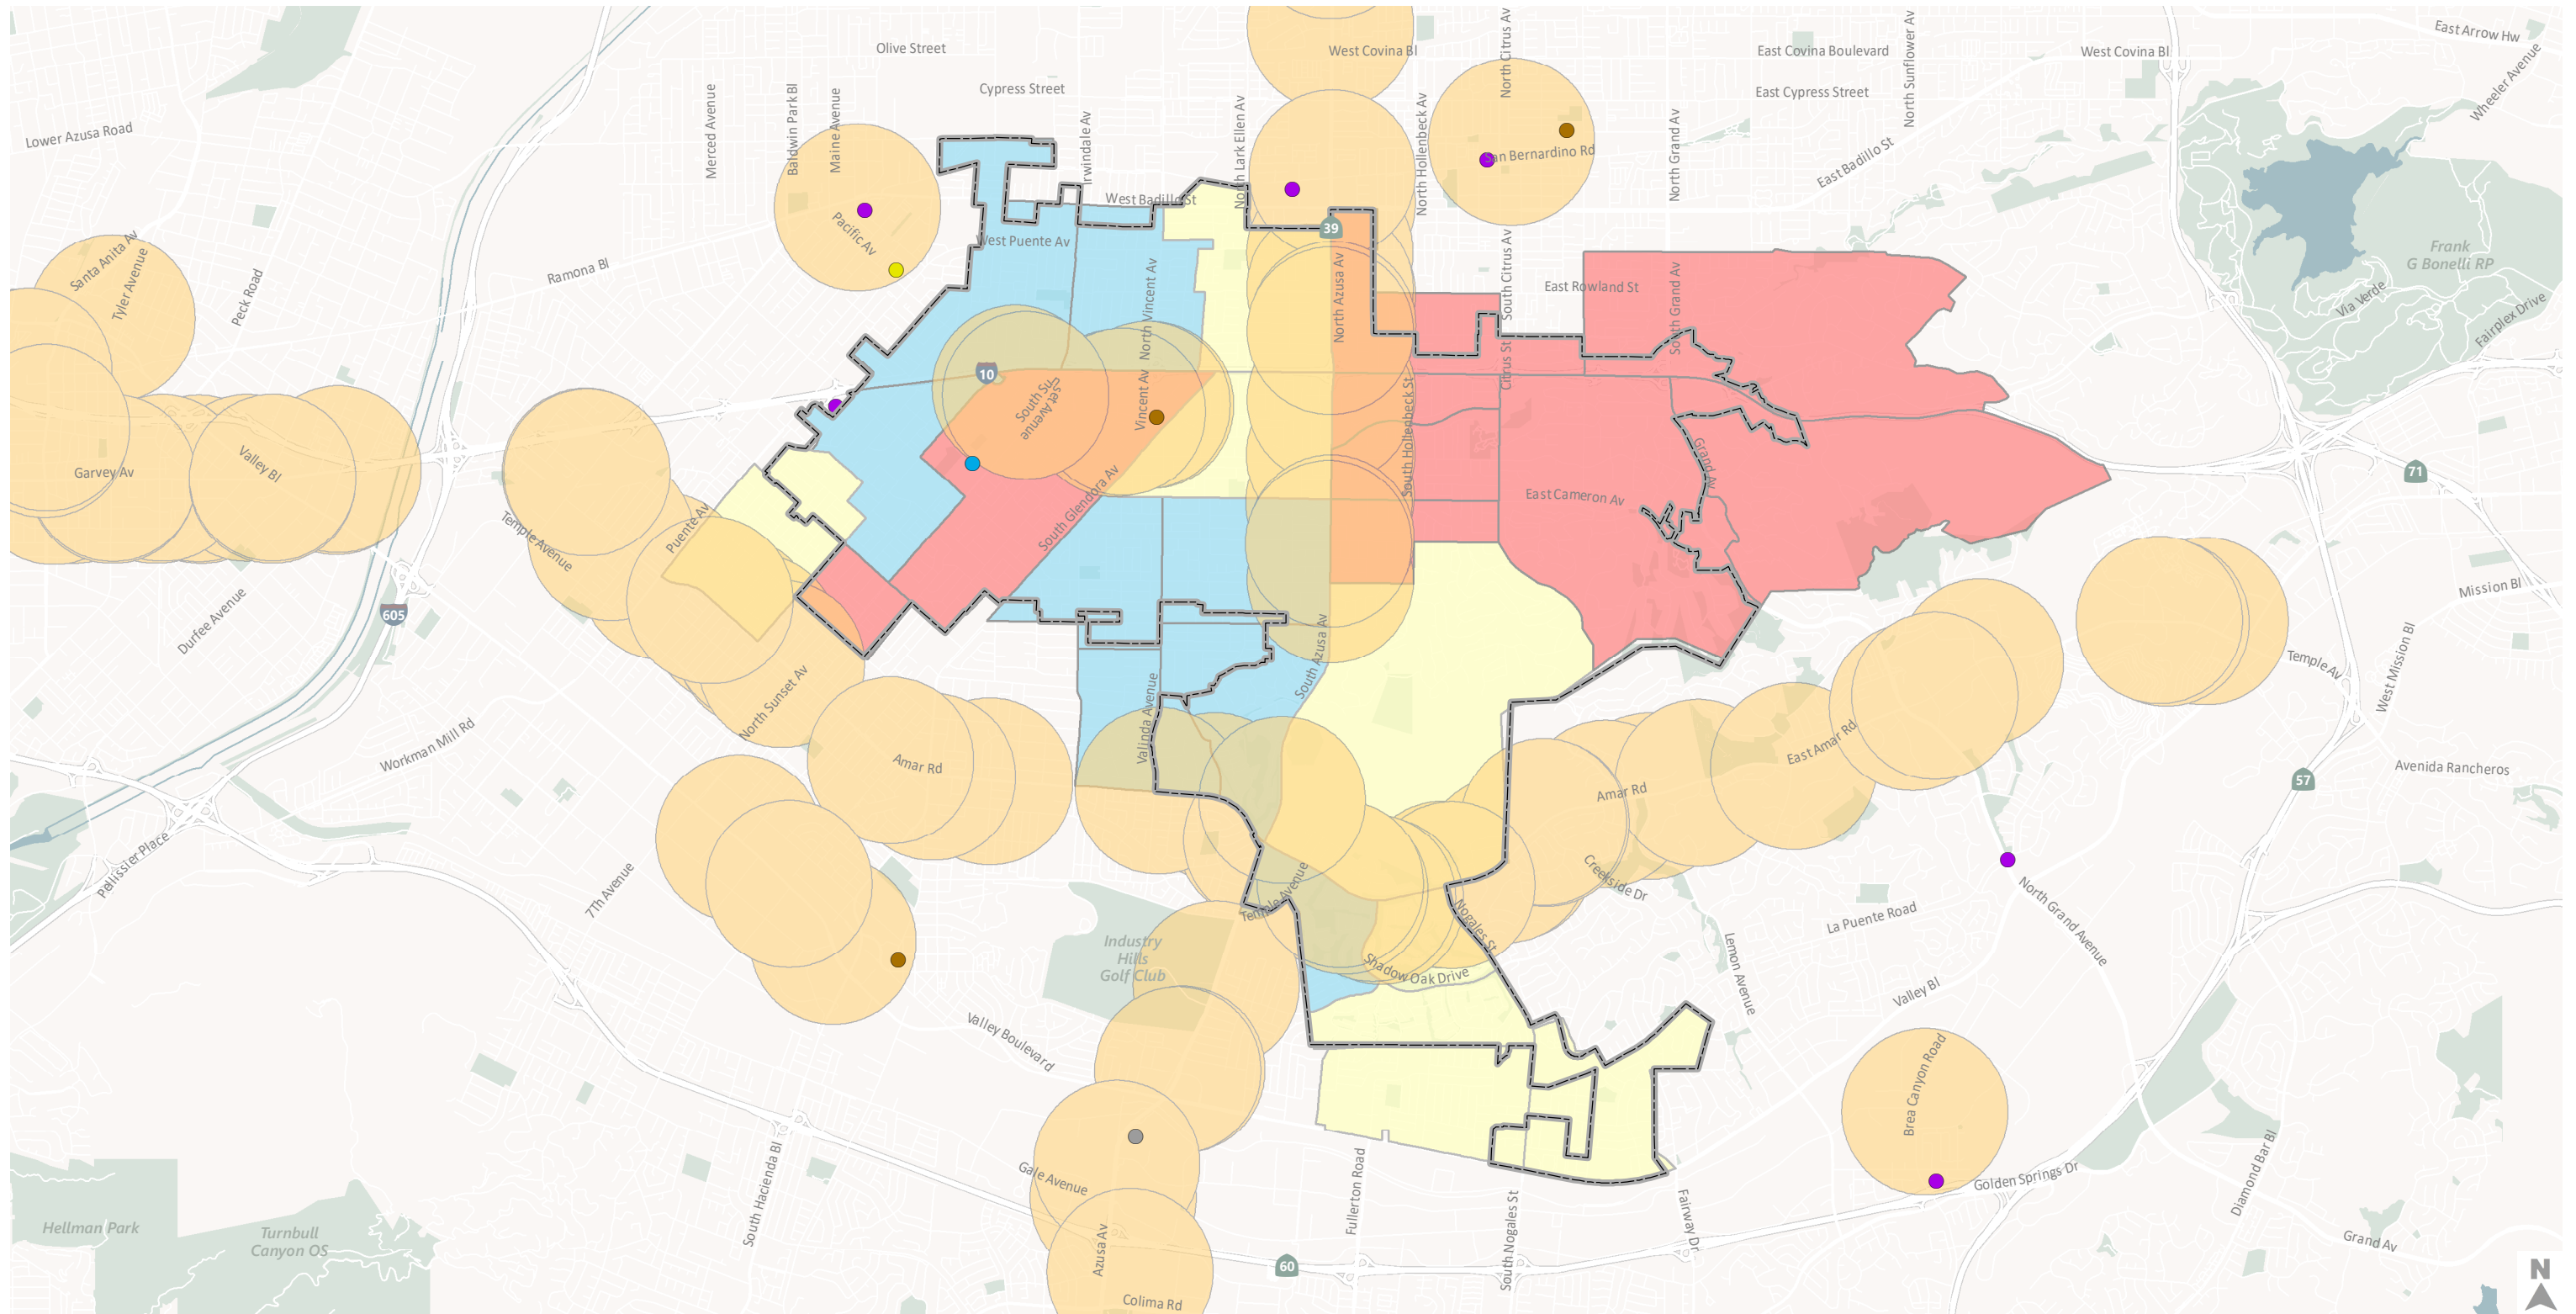 Olive Street
West Covina Bl
North Citrus Av
East Covina Boulevard
North Sunflower Av
West Covina Bl
East Arrow Hw
Wheeler Avenue
Cypress Street
East Cypress Street
Merced Avenue
Baldwin Park Bl
Maine Avenue
Irwindale Av
North Lark Ellen Av
North Hollenbeck Av
North Grand Av
Lower Azusa Road
San Bernardino Rd
East Badillo St
West Badillo St
Pacific Av
West Puente Av
39
Santa Anita Av
Tyler Avenue
Peck Road
Ramona Bl
North Vincent Av
North Azusa Av
South Citrus Av
East Rowland St
South Grand Av
Frank
G Bonelli RP
Via Verde
Fairplex Drive
10
South Sunset Avenue
Vincent Av
Citrus St
South Hollenbeck St
Grand Av
Garvey Av
Valley Bl
71
East Cameron Av
South Glendora Av
Puente Av
Temple Avenue
605
Durfee Avenue
Mission Bl
West Mission Bl
Temple Av
South Azusa Av
North Sunset Av
Valinda Avenue
Workman Mill Rd
Amar Rd
East Amar Rd
Amar Rd
57
Avenida Rancheros
Pellissier Place
7Th Avenue
Temple Avenue
Creekside Dr
Nogales St
La Puente Road
North Grand Avenue
Lemon Avenue
Industry
Hills
Golf Club
Shadow Oak Drive
Valley Bl
Valley Boulevard
Brea Canyon Road
Gale Avenue
South Hacienda Bl
Fullerton Road
South Nogales St
Fairway Dr
Golden Springs Dr
Diamond Bar Bl
Grand Av
Hellman Park
Turnbull
Canyon OS
Azusa Av
60
Colima Rd
N